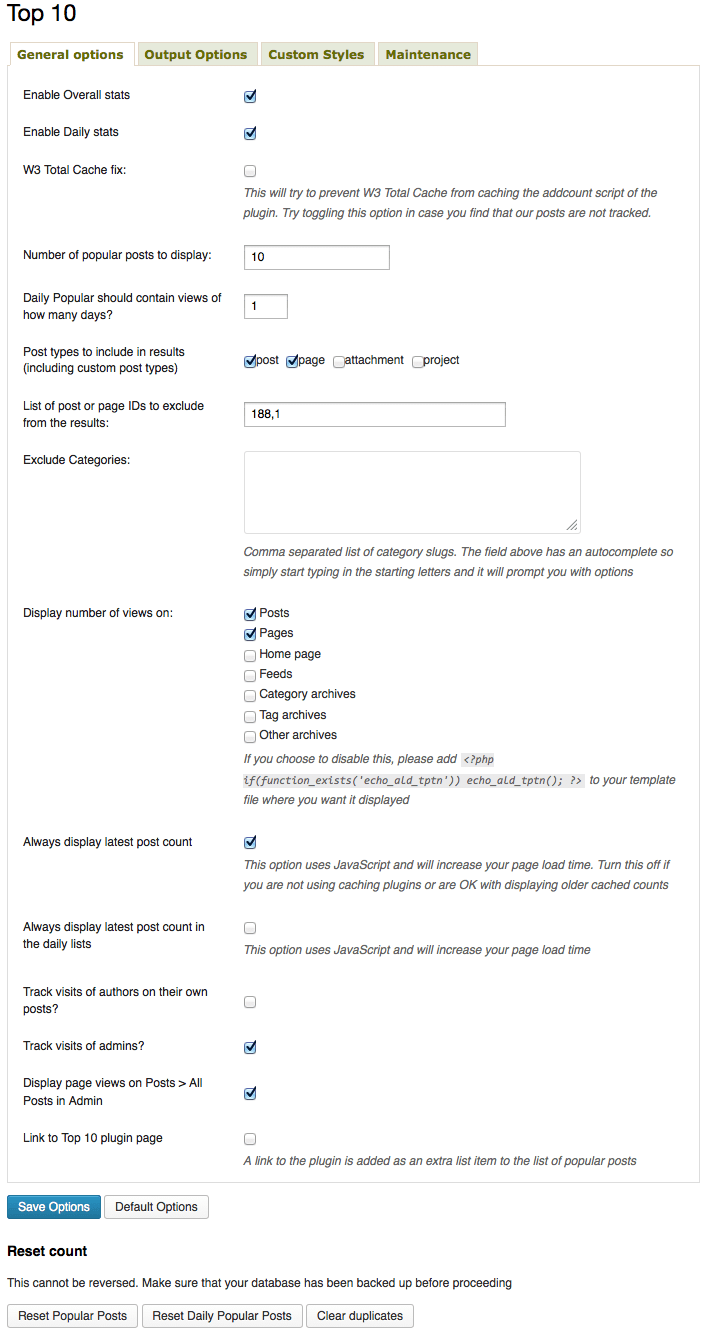 Top 10
General options
Output Options
Custom Styles
Maintenance
Enable Overall stats
Enable Daily stats
W3 Total Cache fix:
This will try to prevent W3 Total Cache from caching the addcount script of the
plugin. Try toggling this option in case you find that our posts are not tracked.
Number of popular posts to display:
10
Daily Popular should contain views of
how many days?
1
Post types to include in results
(including custom post types)
post page attachment project
List of post or page IDs to exclude
from the results:
188,1
Exclude Categories:
Comma separated list of category slugs. The field above has an autocomplete so
simply start typing in the starting letters and it will prompt you with options
Display number of views on:
Posts
Pages
Home page
Feeds
Category archives
Tag archives
Other archives
If you choose to disable this, please add <?php
if(function_exists('echo_ald_tptn')) echo_ald_tptn(); ?> to your template
file where you want it displayed
Always display latest post count
This option uses JavaScript and will increase your page load time. Turn this off if
you are not using caching plugins or are OK with displaying older cached counts
Always display latest post count in
the daily lists
This option uses JavaScript and will increase your page load time
Track visits of authors on their own
posts?
Track visits of admins?
Display page views on Posts > All
Posts in Admin
Link to Top 10 plugin page
A link to the plugin is added as an extra list item to the list of popular posts
Save Options
Default Options
Reset count
This cannot be reversed. Make sure that your database has been backed up before proceeding
Reset Popular Posts
Reset Daily Popular Posts
Clear duplicates